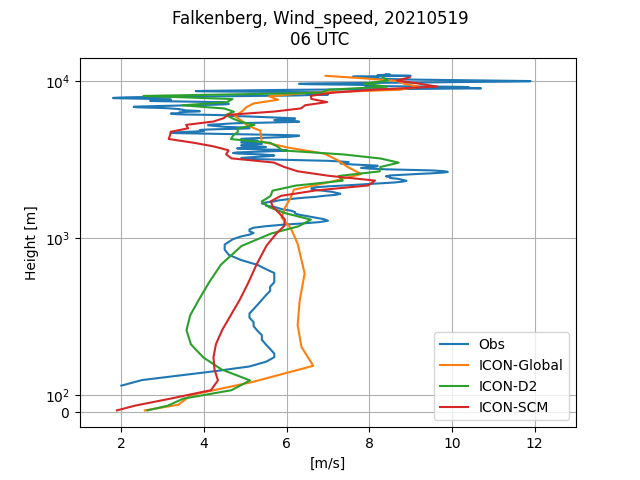 Falkenberg, Wind_speed, 20210519
06 UTC
Height [m]
10⁴
10³
10²
0
2 4 6 8 10 12
[m/s]
Obs
ICON-Global
ICON-D2
ICON-SCM